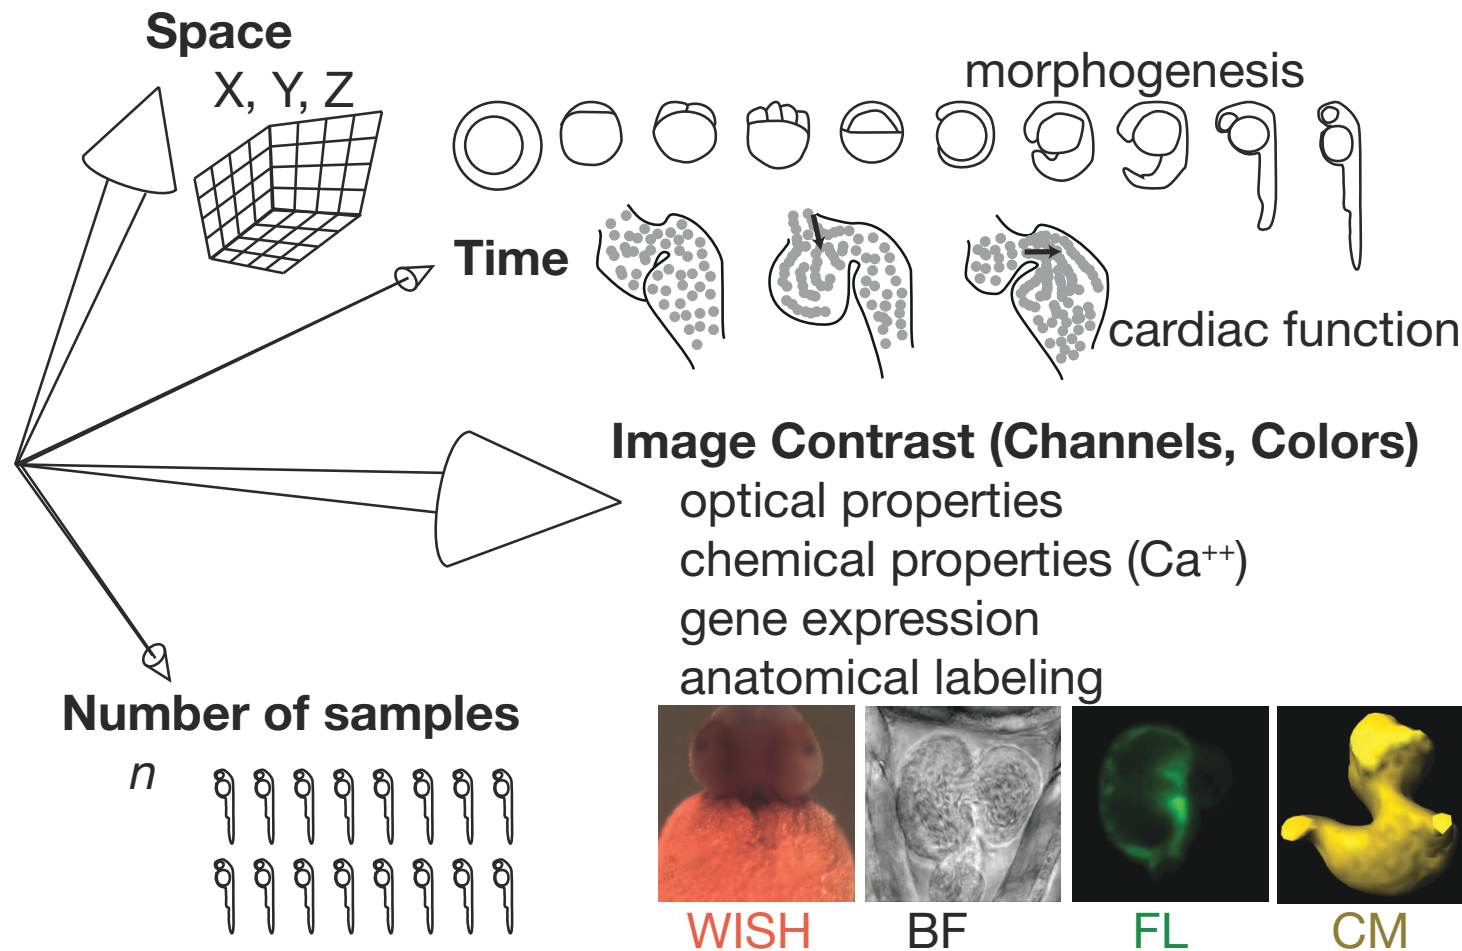 Space
X, Y, Z
morphogenesis
Time
cardiac function
Image Contrast (Channels, Colors)
optical properties
chemical properties (Ca⁺⁺)
gene expression
anatomical labeling
Number of samples
n
WISH BF FL CM